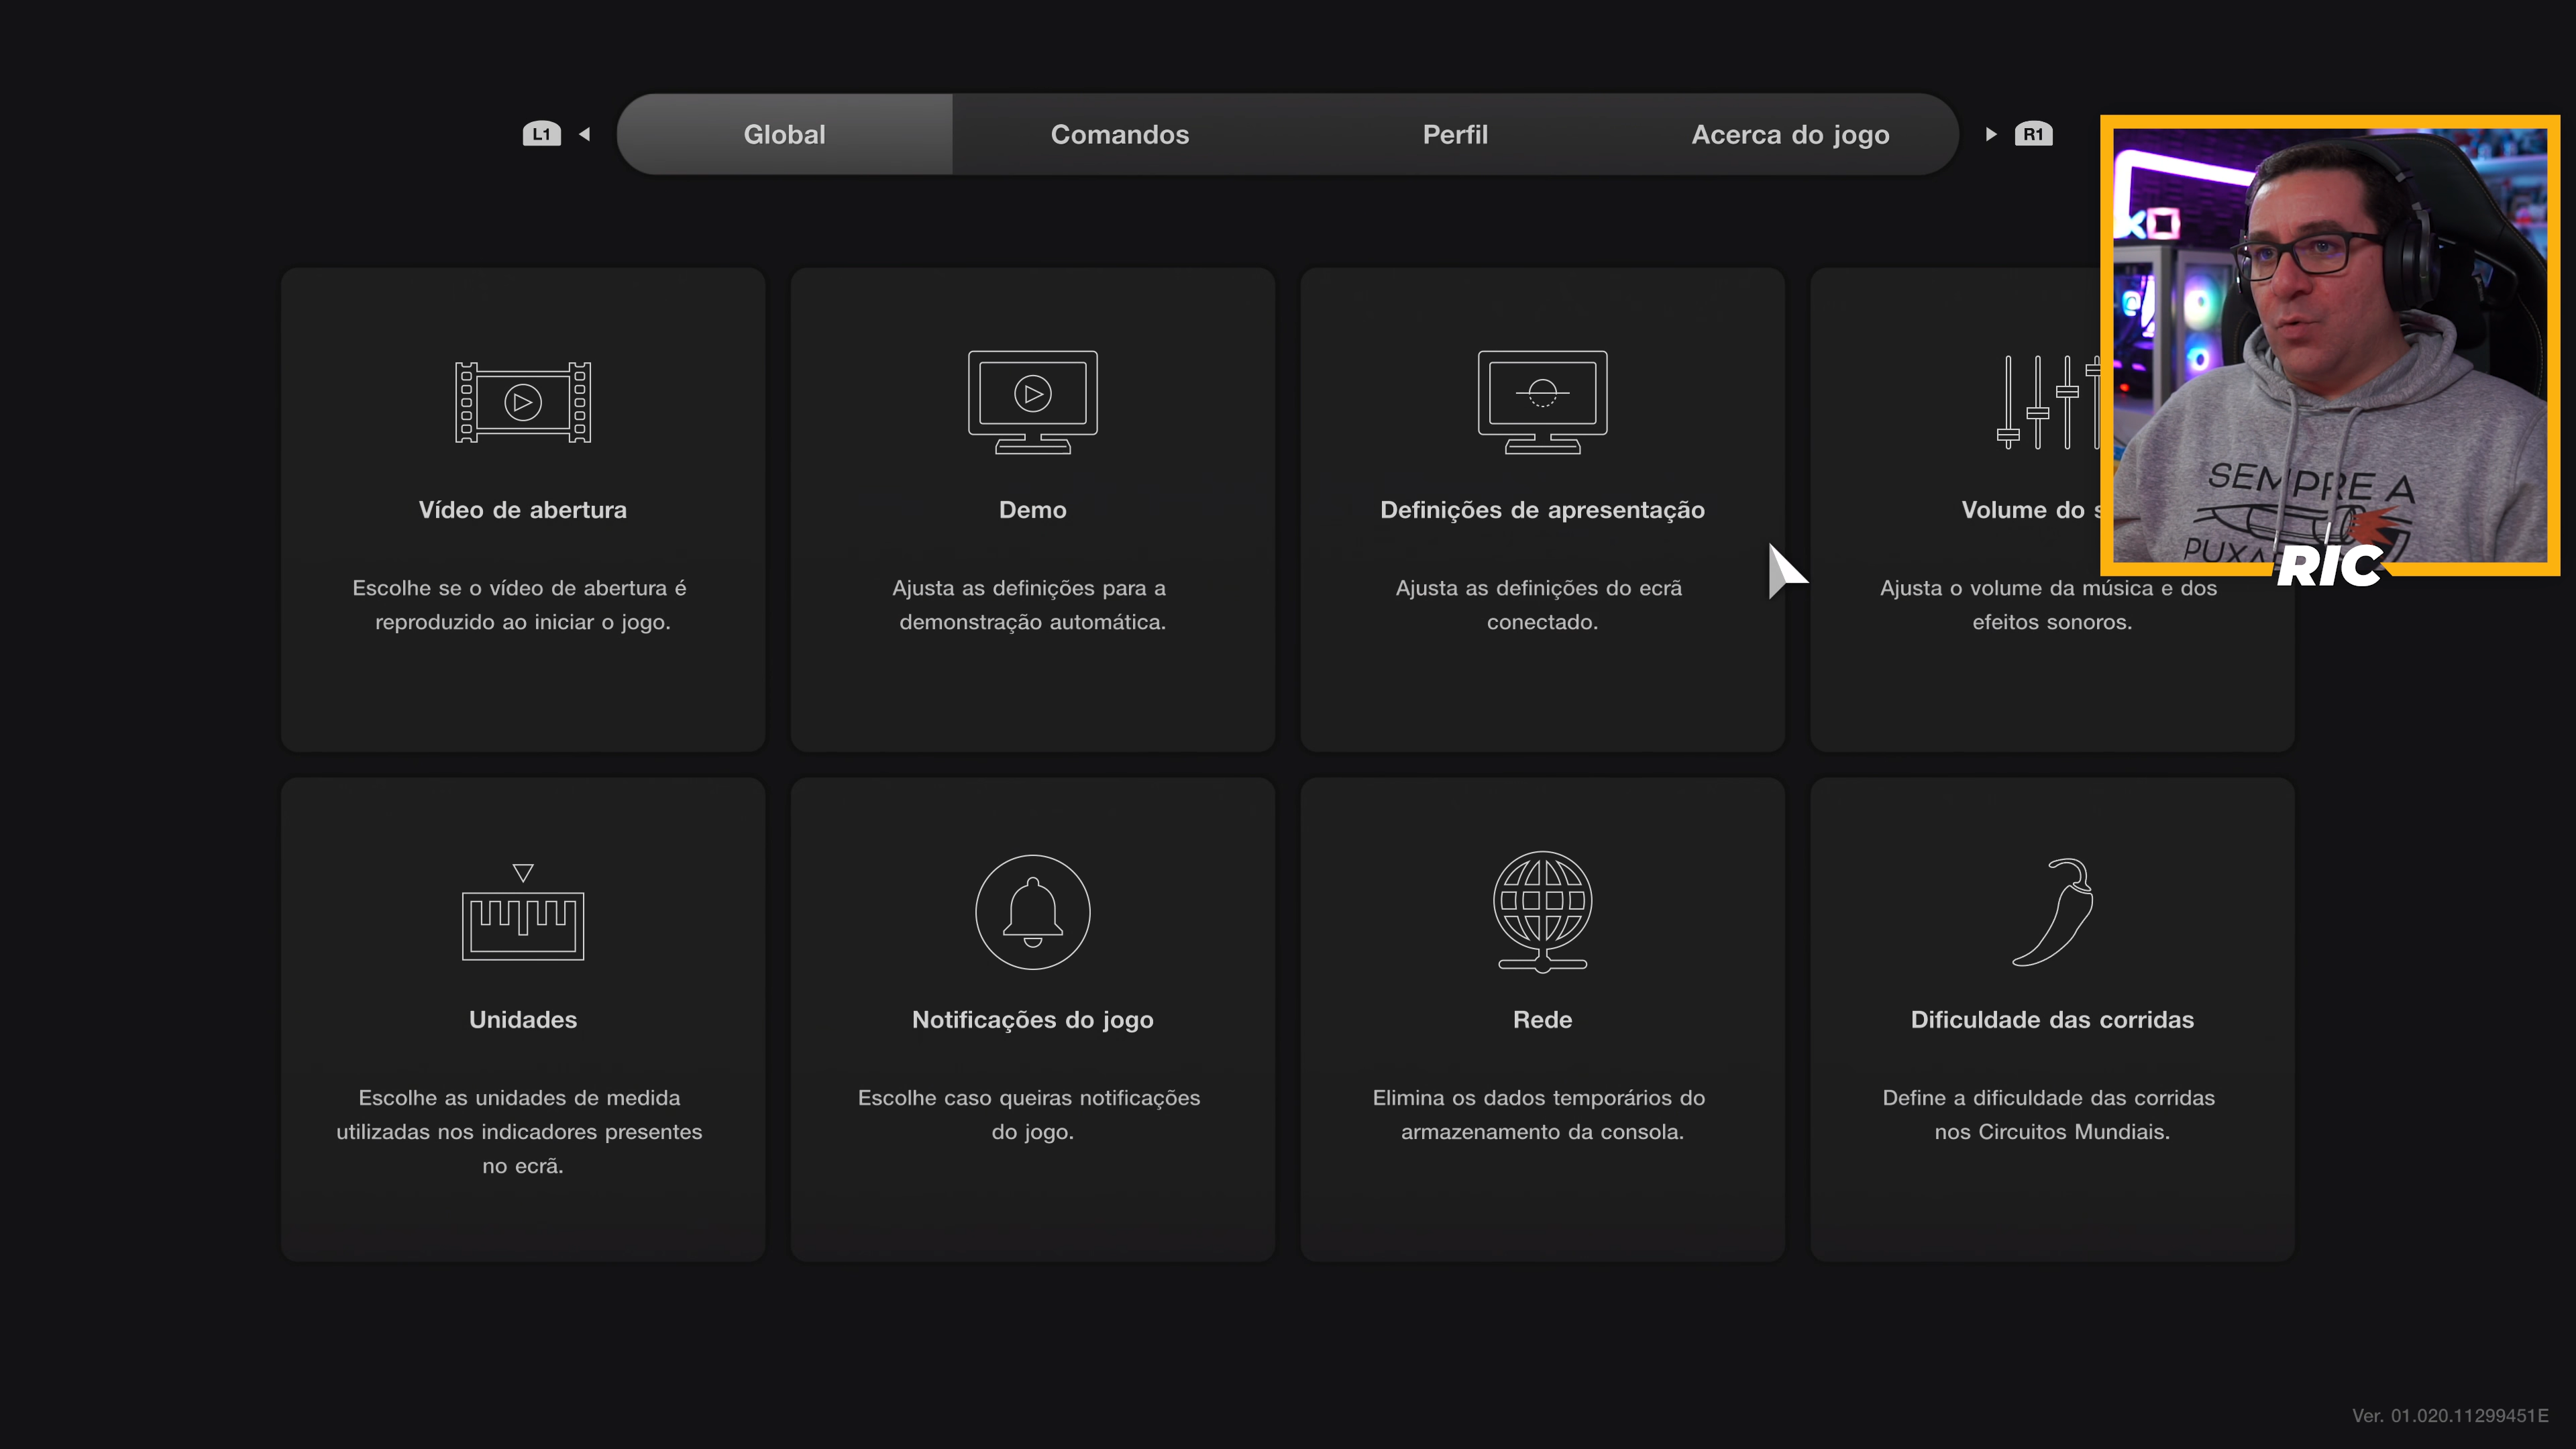 L1
Global
Comandos
Perfil
Acerca do jogo
R1
Vídeo de abertura
Escolhe se o vídeo de abertura é
reproduzido ao iniciar o jogo.
Demo
Ajusta as definições para a
demonstração automática.
Definições de apresentação
Ajusta as definições do ecrã
conectado.
Volume do s
Ajusta o volume da música e dos
efeitos sonoros.
SEMPRE A
PUXA
RIC
Unidades
Escolhe as unidades de medida
utilizadas nos indicadores presentes
no ecrã.
Notificações do jogo
Escolhe caso queiras notificações
do jogo.
Rede
Elimina os dados temporários do
armazenamento da consola.
Dificuldade das corridas
Define a dificuldade das corridas
nos Circuitos Mundiais.
Ver. 01.020.11299451E